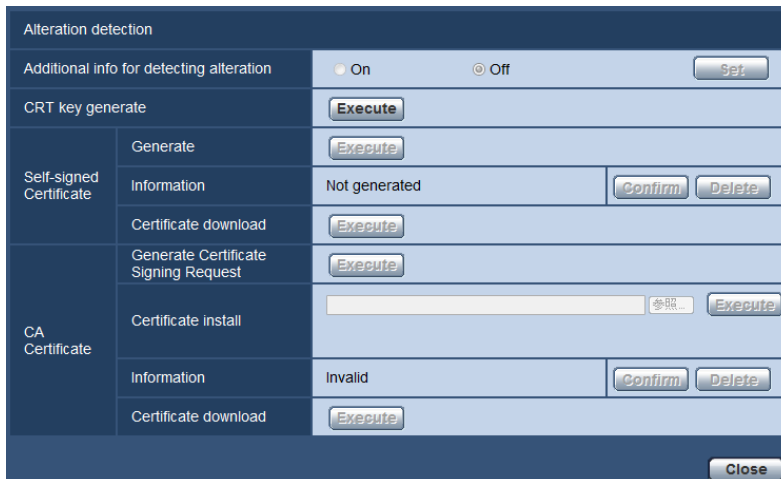 Alteration detection
Additional info for detecting alteration On Off Set
CRT key generate Execute
Self-signed
Certificate
Generate Execute
Information Not generated Confirm Delete
Certificate download Execute
CA
Certificate
Generate Certificate
Signing Request
Execute
Certificate install 参照... Execute
Information Invalid Confirm Delete
Certificate download Execute
Close